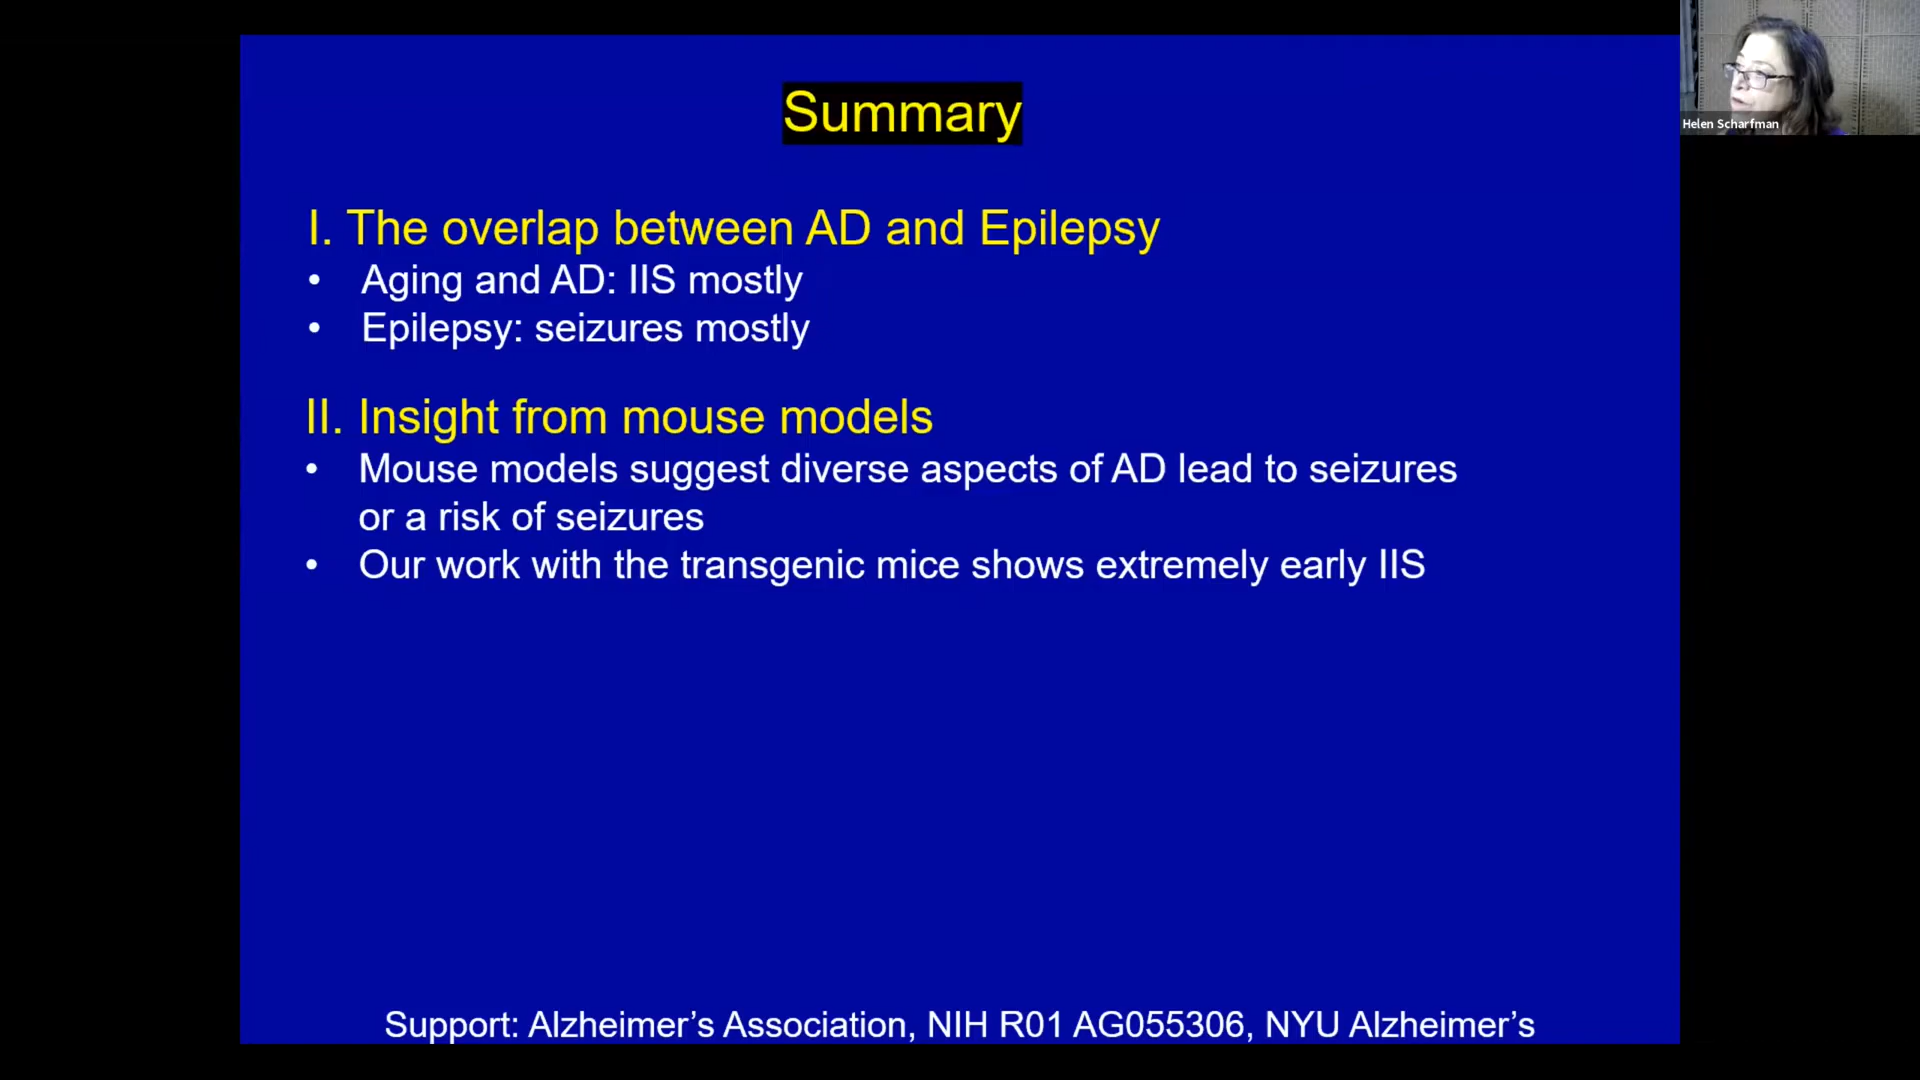 Summary
Helen Scharfman
I. The overlap between AD and Epilepsy
• Aging and AD: IIS mostly
• Epilepsy: seizures mostly
II. Insight from mouse models
• Mouse models suggest diverse aspects of AD lead to seizures
or a risk of seizures
• Our work with the transgenic mice shows extremely early IIS
Support: Alzheimer’s Association, NIH R01 AG055306, NYU Alzheimer’s